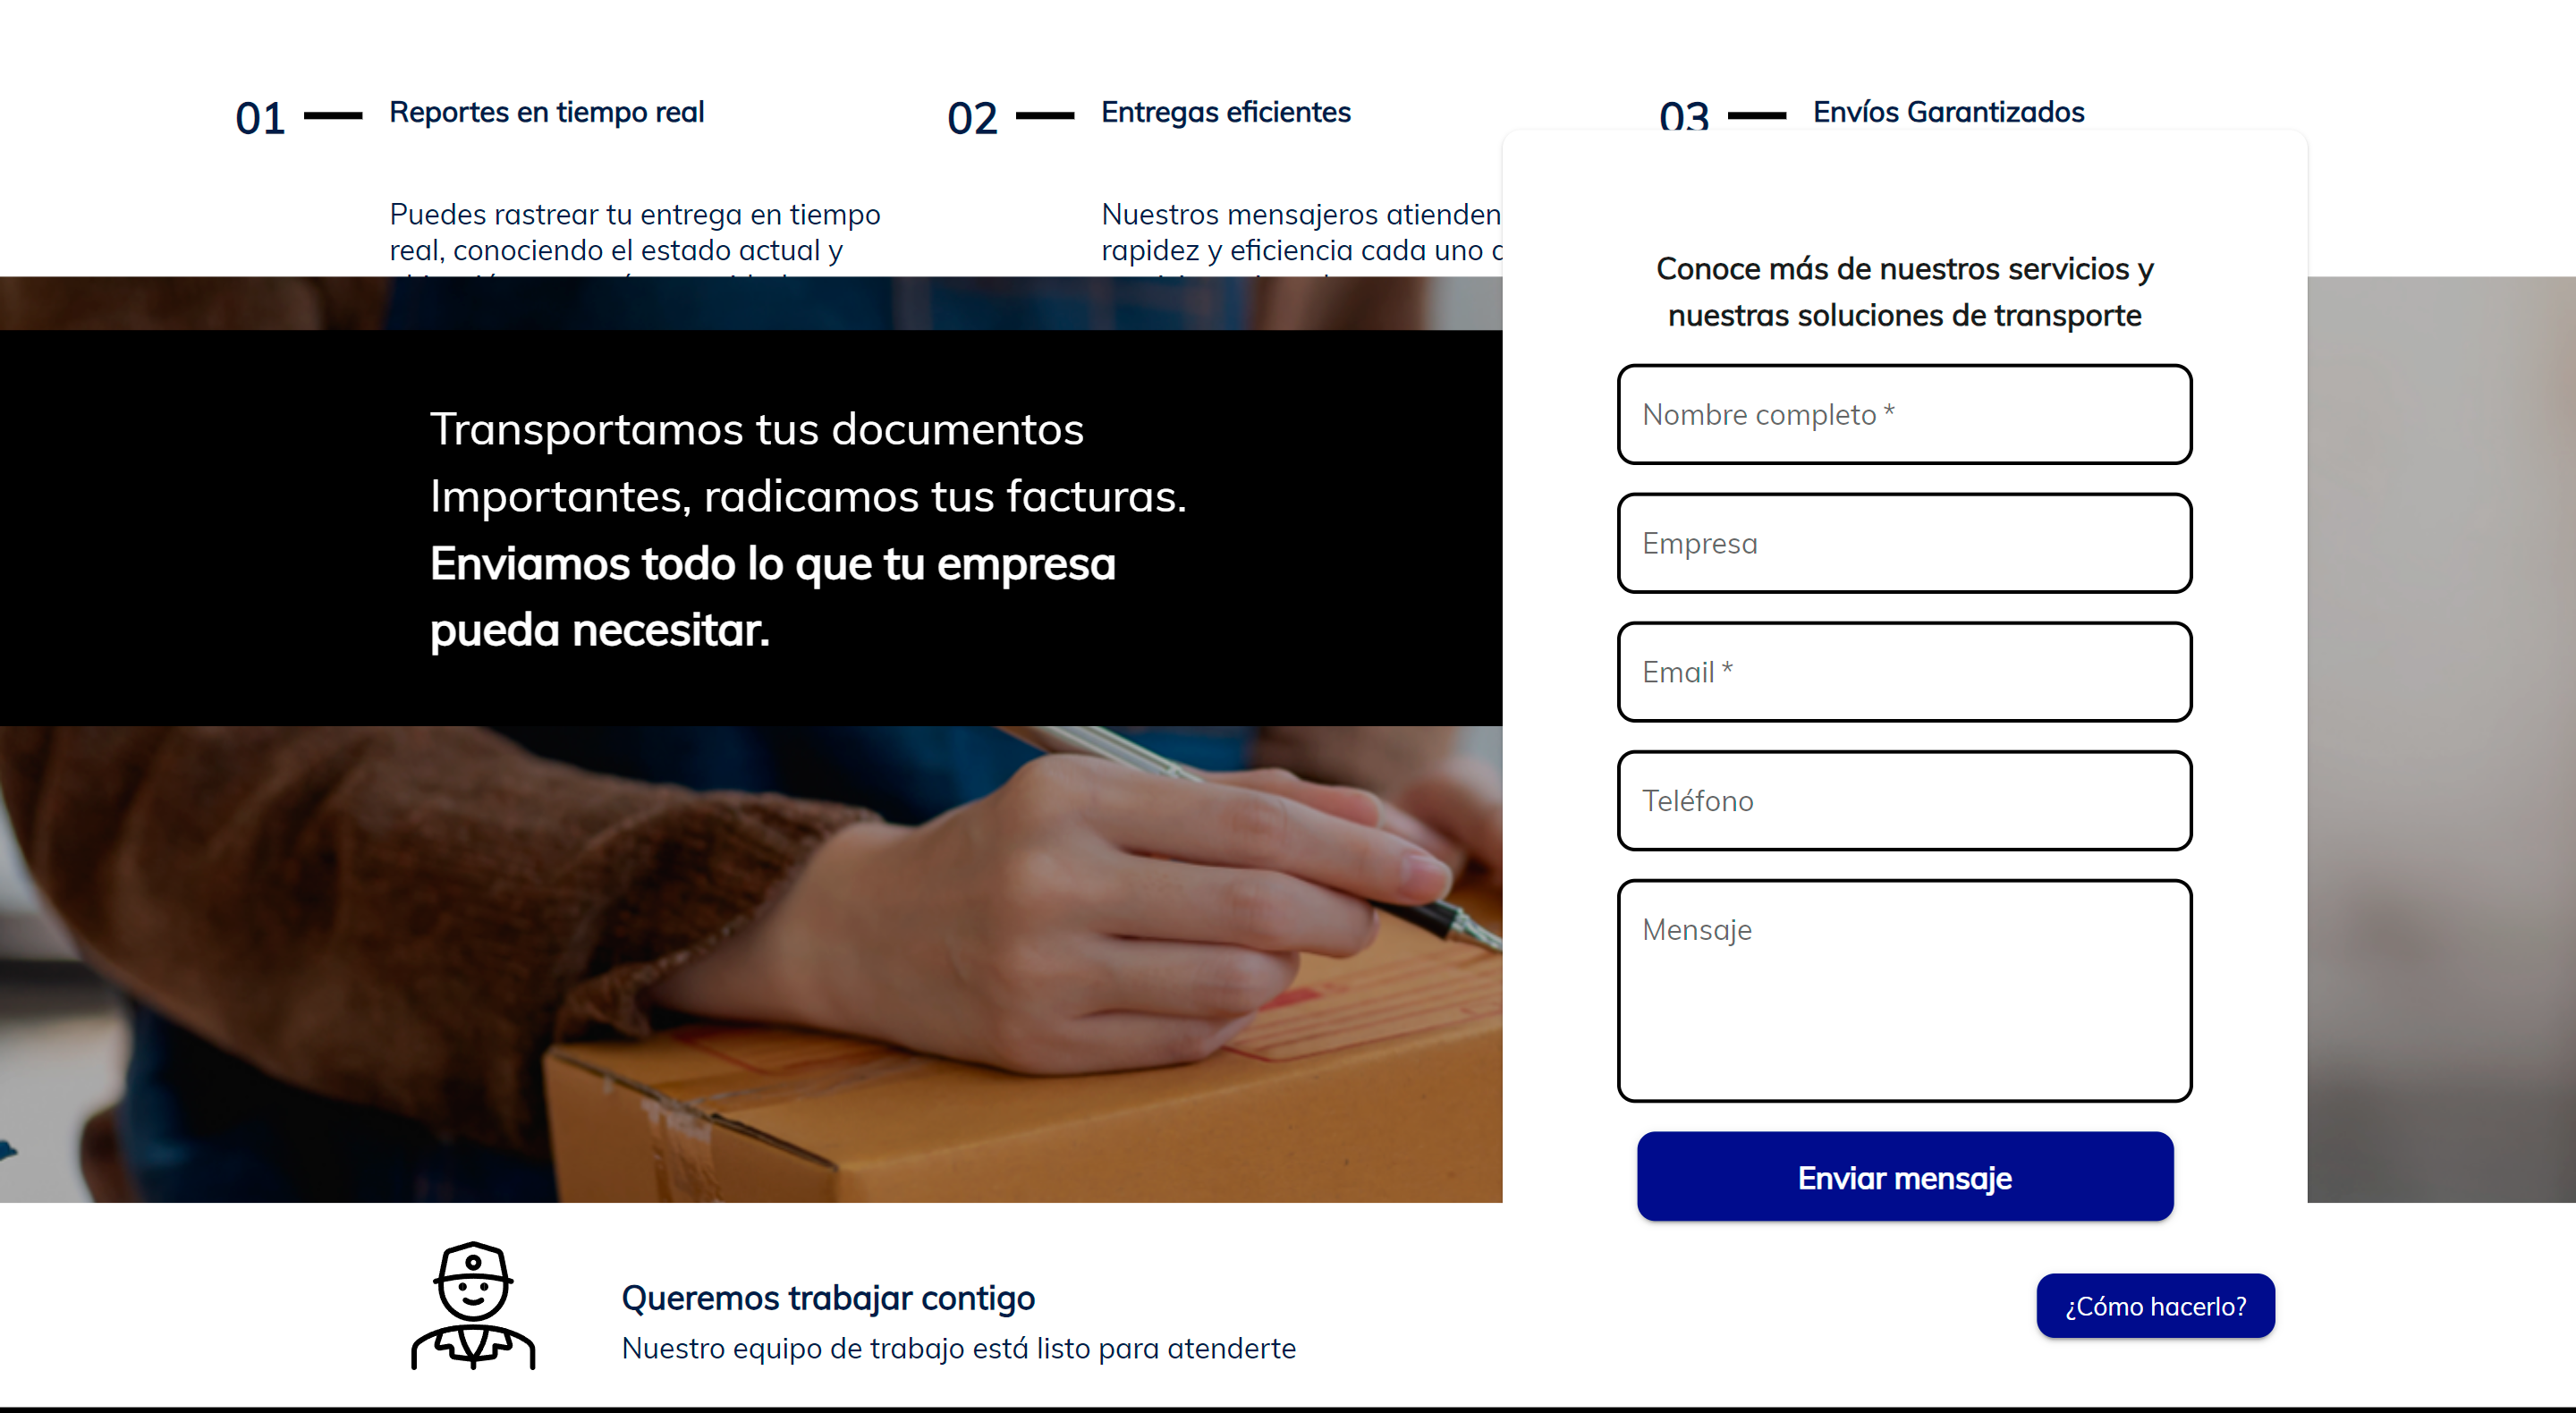 01
Reportes en tiempo real
Puedes rastrear tu entrega en tiempo
real, conociendo el estado actual y
02
Entregas eficientes
Nuestros mensajeros atienden
rapidez y eficiencia cada uno
03
Envíos Garantizados
Transportamos tus documentos
Importantes, radicamos tus facturas.
Enviamos todo lo que tu empresa
pueda necesitar.
Conoce más de nuestros servicios y
nuestras soluciones de transporte
Nombre completo *
Empresa
Email *
Teléfono
Mensaje
Enviar mensaje
Queremos trabajar contigo
Nuestro equipo de trabajo está listo para atenderte
¿Cómo hacerlo?